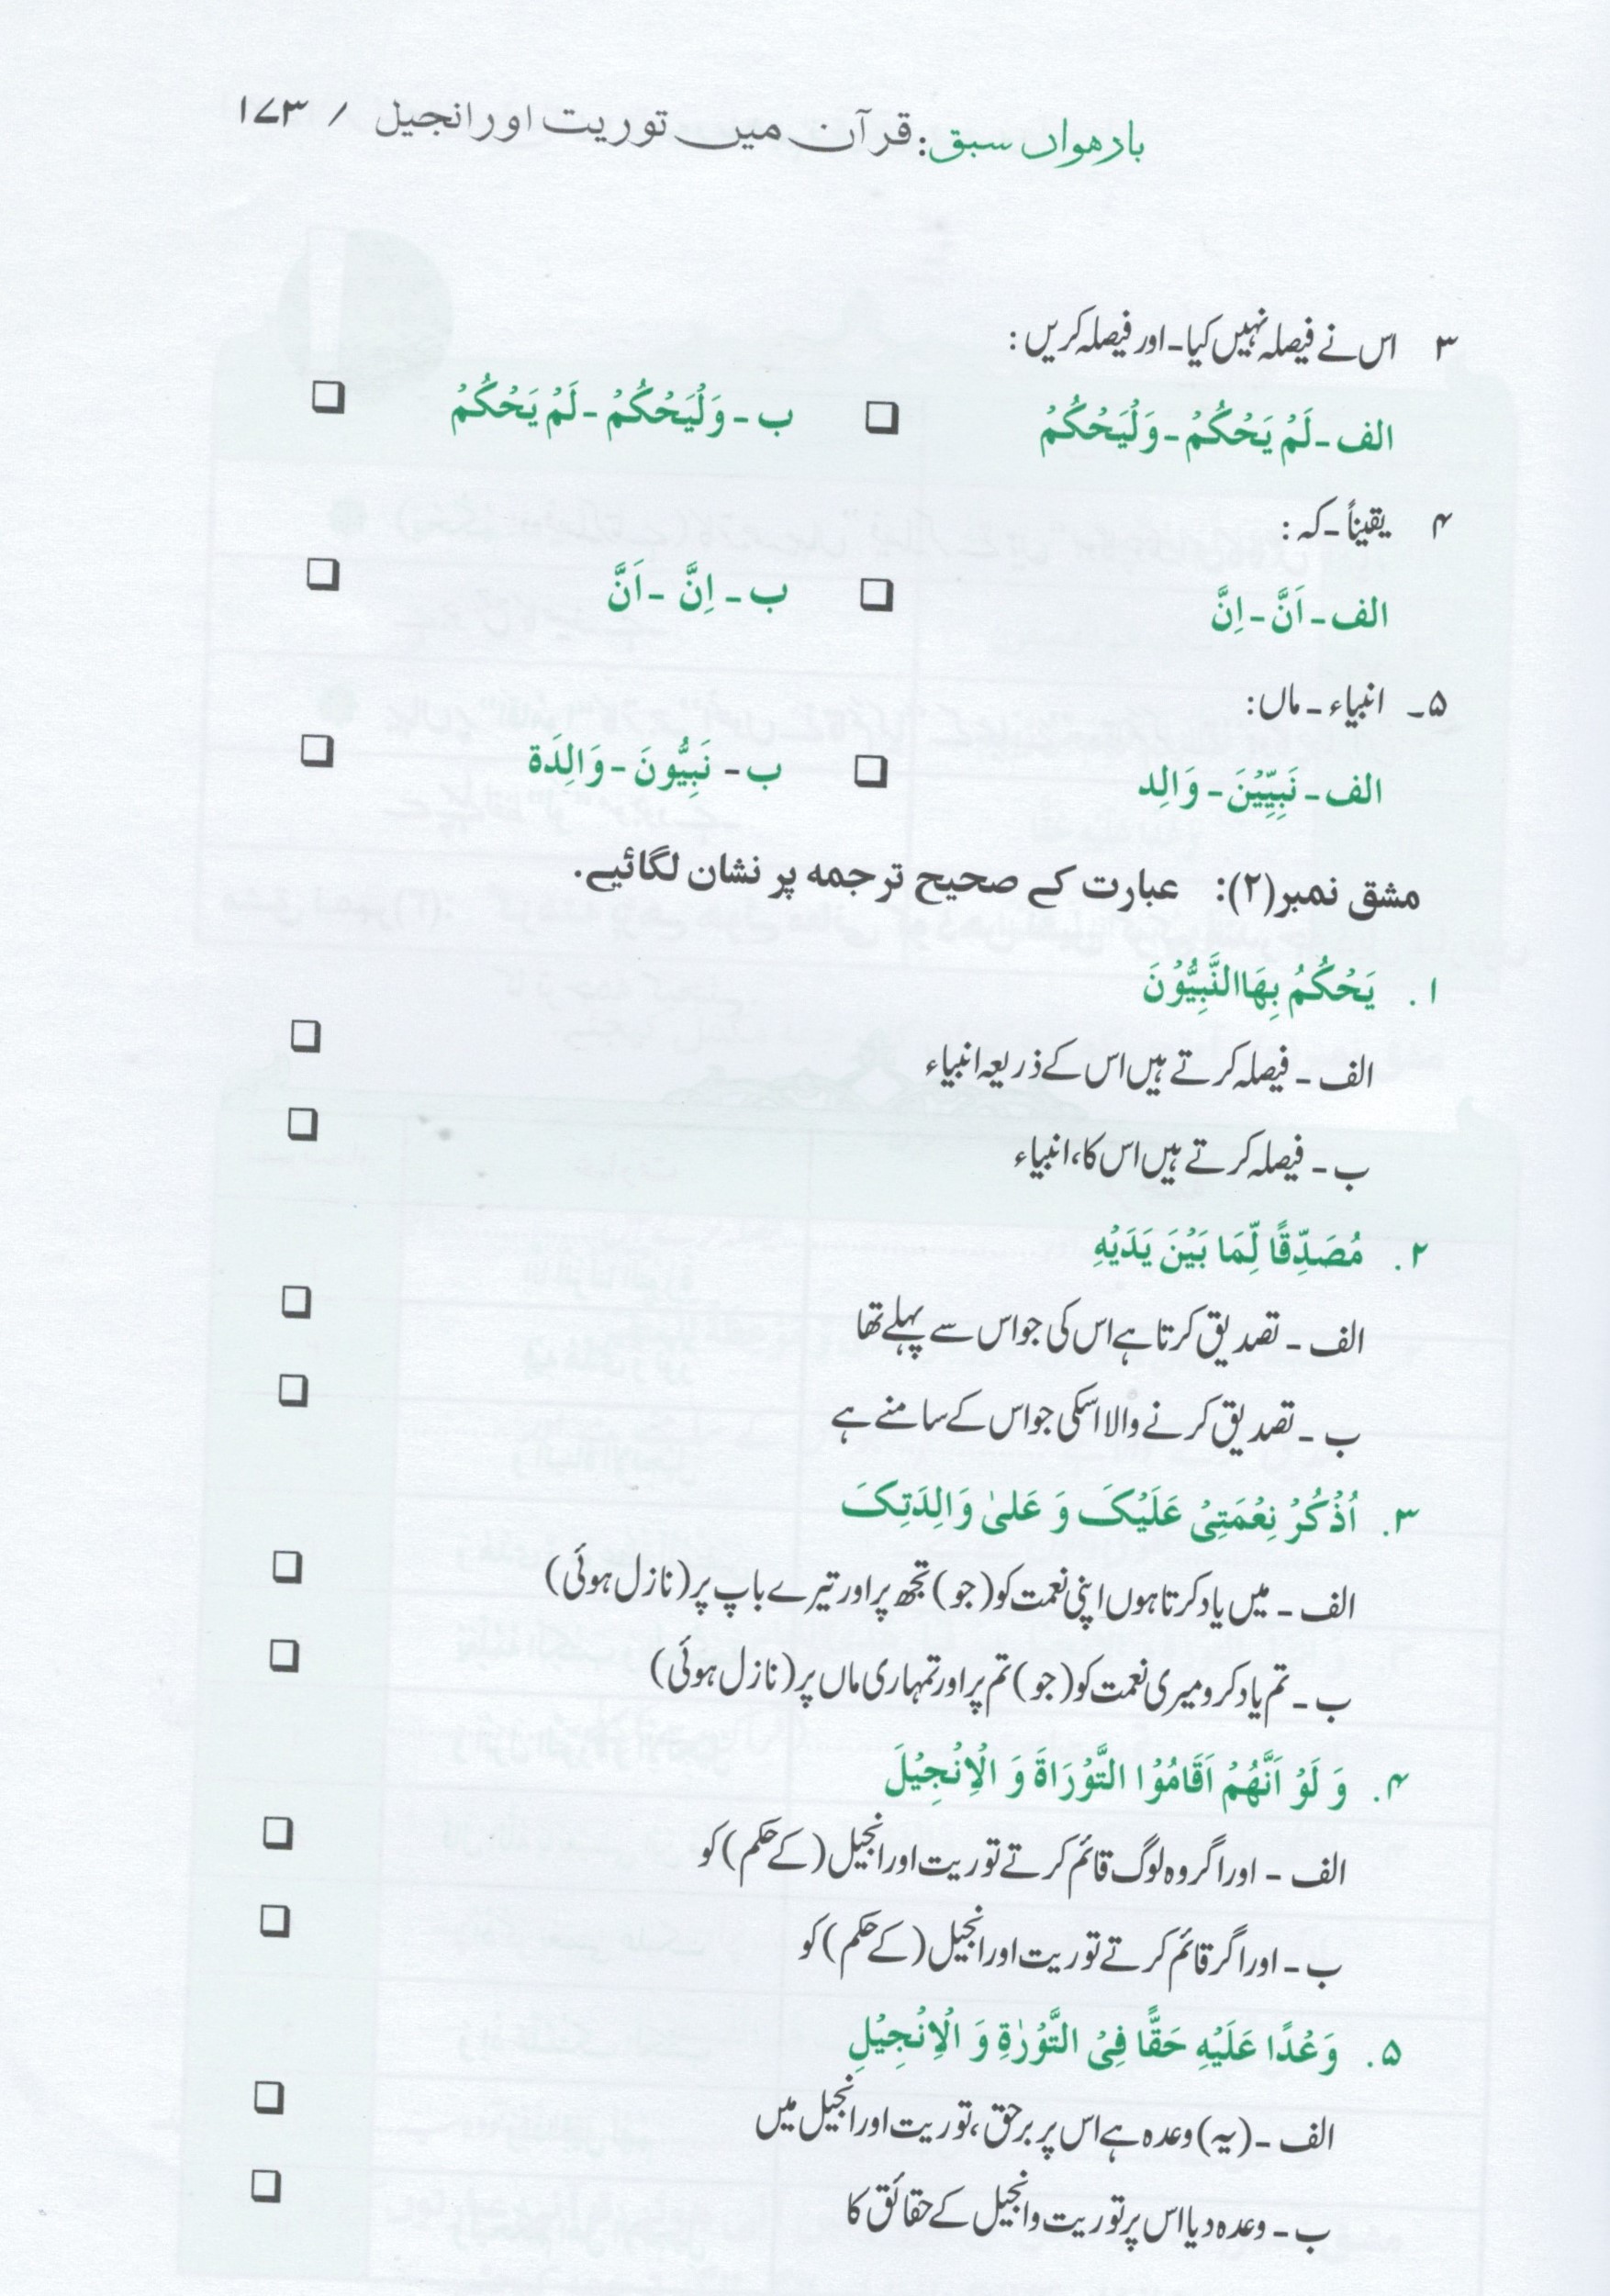 بارھواں سبق: قرآن میں توریت اور انجیل / ۱۷۳
۳ اس نے فیصلہ نہیں کیا۔ اور فیصلہ کریں:
الف۔ لَمْ یَحْکُمْ۔ وَلْیَحْکُمْ ❏ ب۔ وَلْیَحْکُمْ۔ لَمْ یَحْکُمْ ❏
۴ یقیناً۔ کہ:
الف۔ اَنَّ۔ اِنَّ ❏ ب۔ اِنَّ۔ اَنَّ ❏
۵۔ انبیاء۔ ماں:
الف۔ نَبِیِّیْنَ۔ وَالِد ❏ ب۔ نَبِیُّونَ۔ وَالِدَة ❏
مشق نمبر(۲): عبارت کے صحیح ترجمہ پر نشان لگائیے۔
۱. یَحْکُمُ بِھَا النَّبِیُّوْنَ
الف۔ فیصلہ کرتے ہیں اس کے ذریعہ انبیاء ❏
ب۔ فیصلہ کرتے ہیں اس کا، انبیاء ❏
۲. مُصَدِّقًا لِّمَا بَیْنَ یَدَیْهِ
الف۔ تصدیق کرتا ہے اس کی جو اس سے پہلے تھا ❏
ب۔ تصدیق کرنے والا اسکی جو اس کے سامنے ہے ❏
۳. اُذْکُرْ نِعْمَتِیْ عَلَیْکَ وَ عَلیٰ وَالِدَتِکَ
الف۔ میں یاد کرتا ہوں اپنی نعمت کو (جو) تجھ پر اور تیرے باپ پر (نازل ہوئی) ❏
ب۔ تم یاد کرو میری نعمت کو (جو) تم پر اور تمہاری ماں پر (نازل ہوئی) ❏
۴. وَ لَوْ اَنَّهُمْ اَقَامُوْا التَّوْرَاةَ وَ الْاِنْجِیْلَ
الف۔ اور اگر وہ لوگ قائم کرتے توریت اور انجیل (کے حکم) کو ❏
ب۔ اور اگر قائم کرتے توریت اور انجیل (کے حکم) کو ❏
۵. وَعْدًا عَلَیْهِ حَقًّا فِیْ التَّوْرٰةِ وَ الْاِنْجِیْلِ
الف۔ (یہ) وعدہ ہے اس پر برحق، توریت اور انجیل میں ❏
ب۔ وعدہ دیا اس پر توریت و انجیل کے حقائق کا ❏